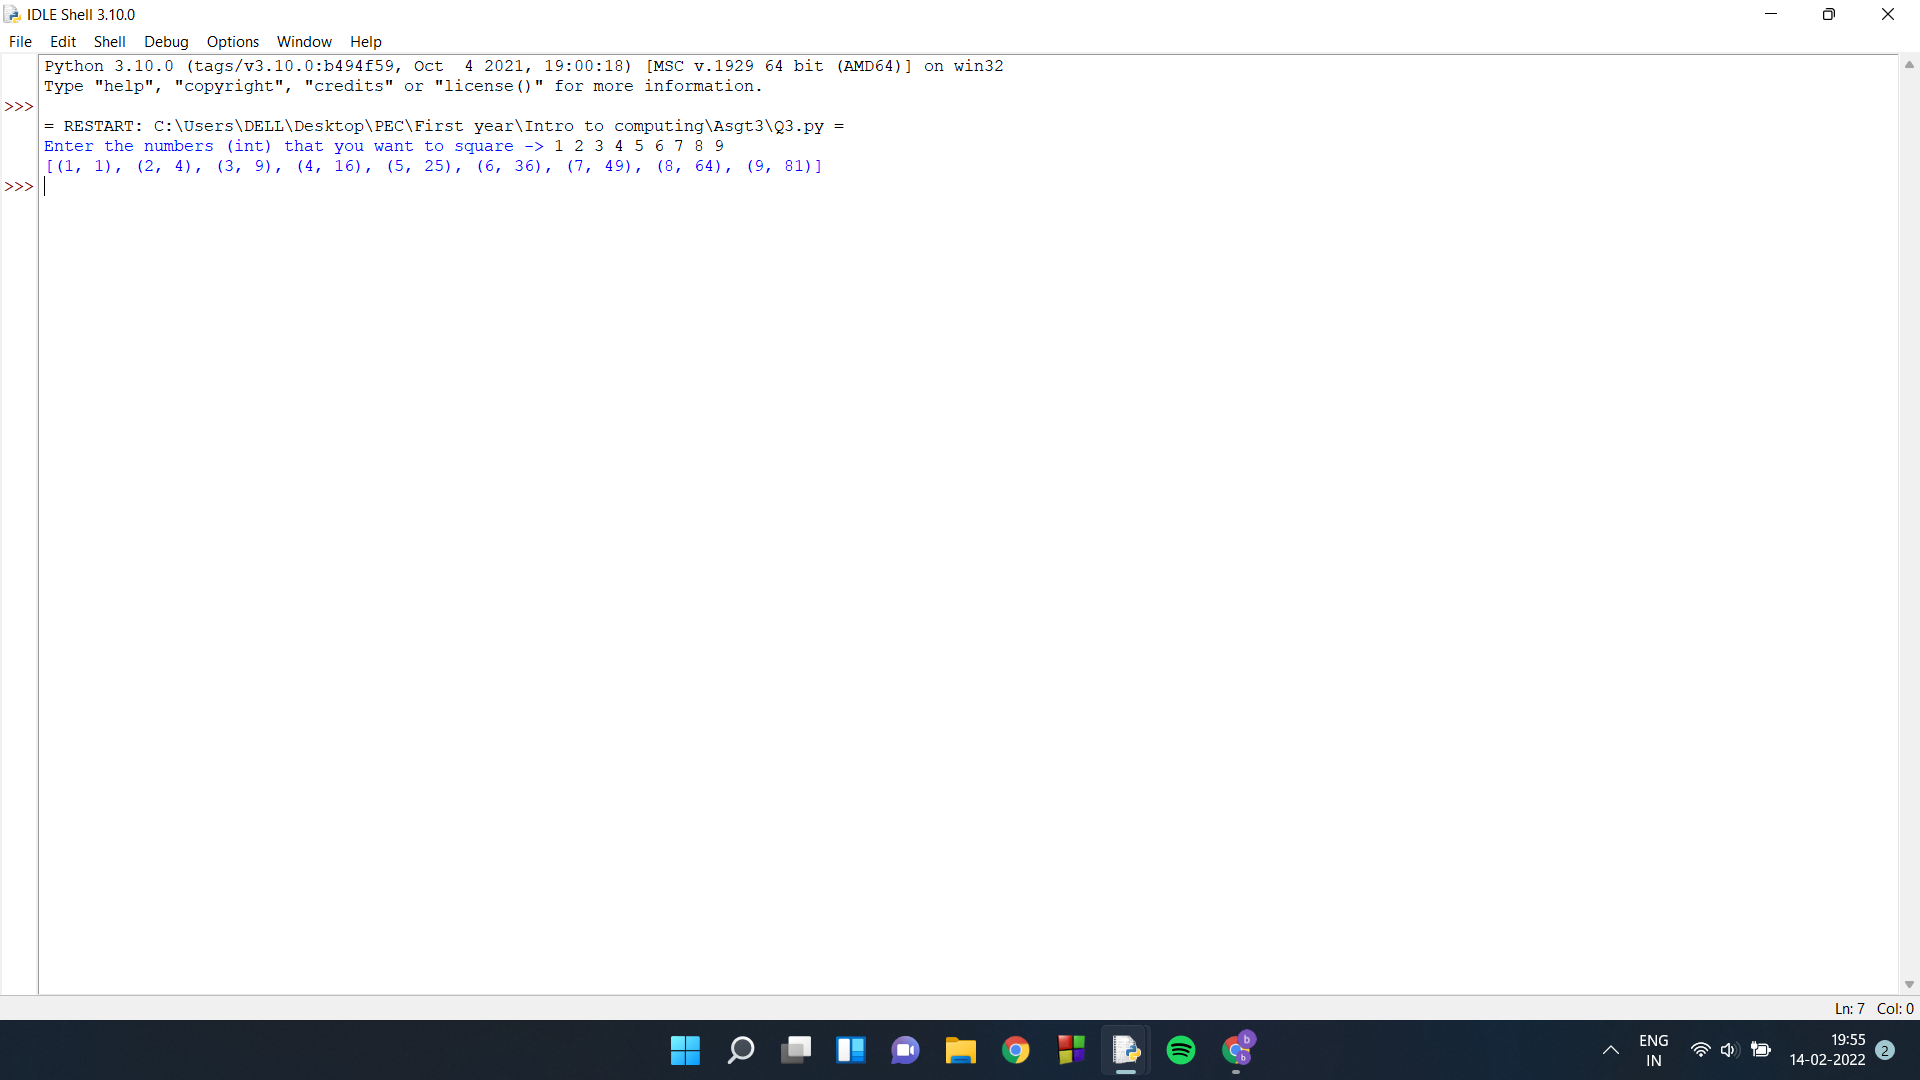 IDLE Shell 3.10.0
File Edit Shell Debug Options Window Help
Python 3.10.0 (tags/v3.10.0:b494f59, Oct  4 2021, 19:00:18) [MSC v.1929 64 bit (AMD64)] on win32
Type "help", "copyright", "credits" or "license()" for more information.
>>>
= RESTART: C:\Users\DELL\Desktop\PEC\First year\Intro to computing\Asgt3\Q3.py =
Enter the numbers (int) that you want to square -> 1 2 3 4 5 6 7 8 9
[(1, 1), (2, 4), (3, 9), (4, 16), (5, 25), (6, 36), (7, 49), (8, 64), (9, 81)]
>>>
Ln: 7 Col: 0
b
b
ENG
IN
19:55
14-02-2022
2